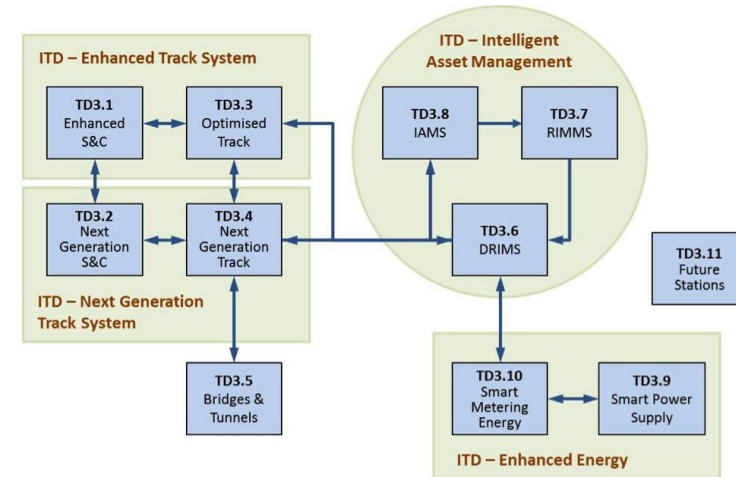 ITD – Enhanced Track System
TD3.1
Enhanced
S&C
TD3.3
Optimised
Track
TD3.2
Next
Generation
S&C
TD3.4
Next
Generation
Track
ITD – Next Generation
Track System
TD3.5
Bridges &
Tunnels
ITD – Intelligent
Asset Management
TD3.8
IAMS
TD3.7
RIMMS
TD3.6
DRIMS
TD3.11
Future
Stations
TD3.10
Smart
Metering
Energy
TD3.9
Smart Power
Supply
ITD – Enhanced Energy